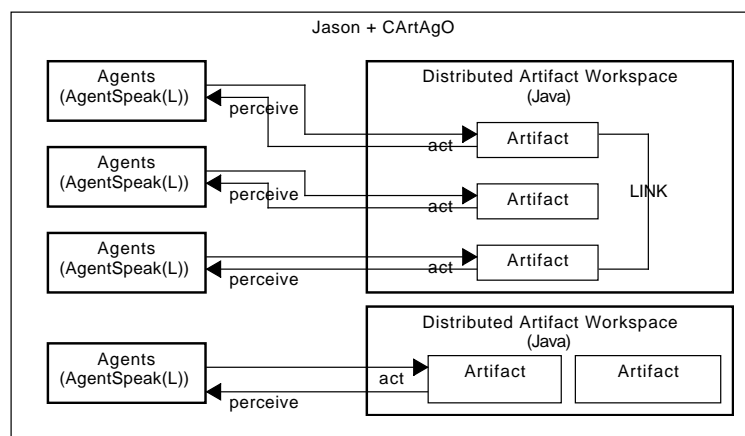 Jason + CArtAgO
Agents
(AgentSpeak(L))
perceive
act
Distributed Artifact Workspace
(Java)
Artifact
LINK
Agents
(AgentSpeak(L))
perceive
act
Artifact
Agents
(AgentSpeak(L))
perceive
act
Artifact
Agents
(AgentSpeak(L))
perceive
act
Distributed Artifact Workspace
(Java)
Artifact
Artifact